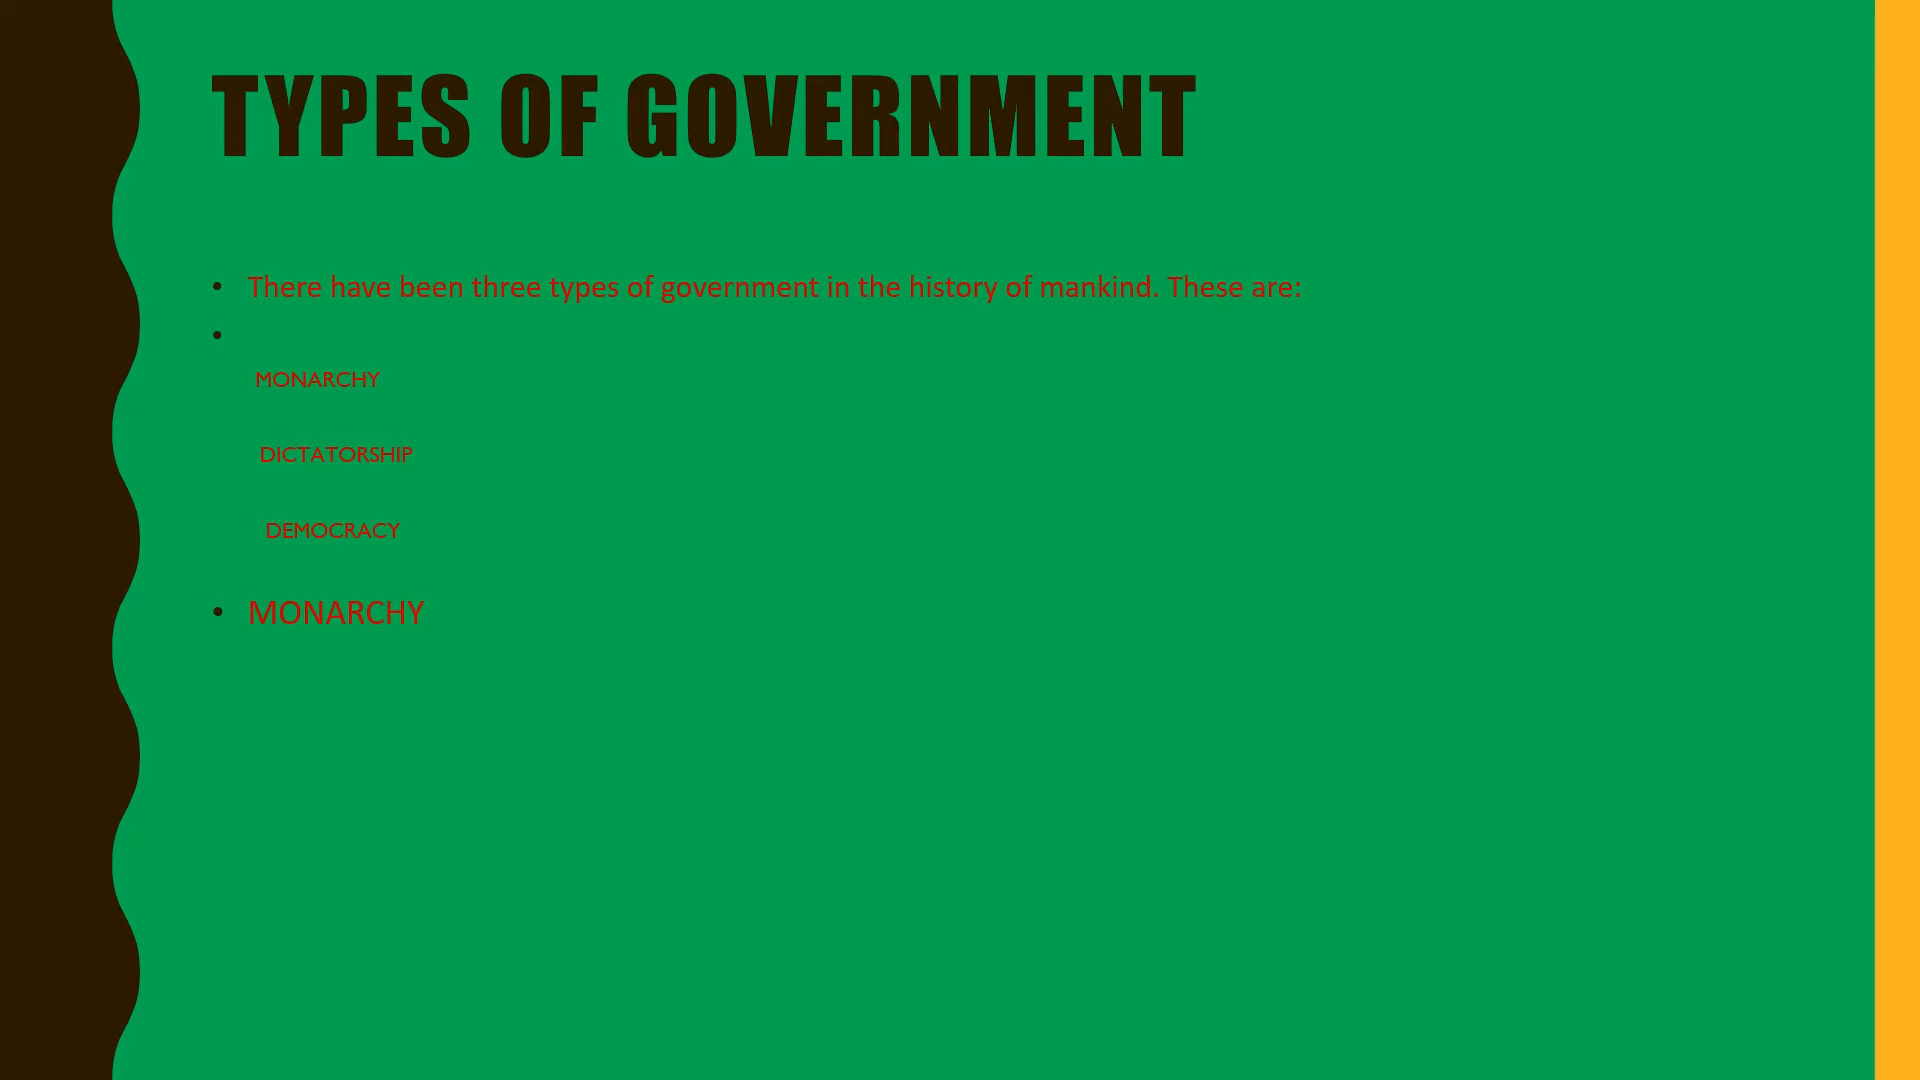 TYPES OF GOVERNMENT
• There have been three types of government in the history of mankind. These are:
•
MONARCHY
DICTATORSHIP
DEMOCRACY
• MONARCHY